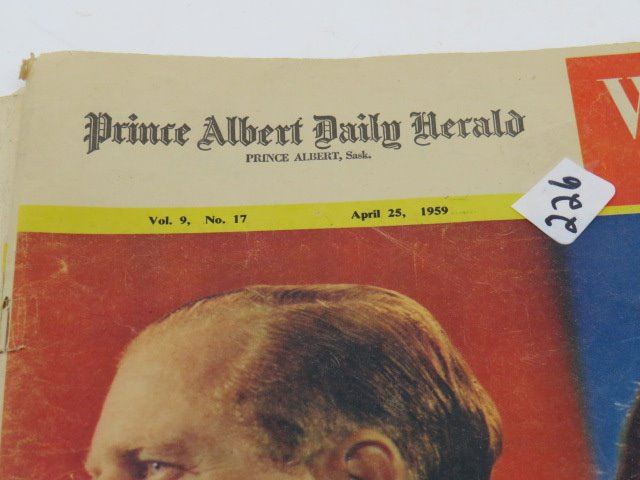 Prince Albert Daily Herald
PRINCE ALBERT, Sask.
W
Vol. 9, No. 17 April 25, 1959
226